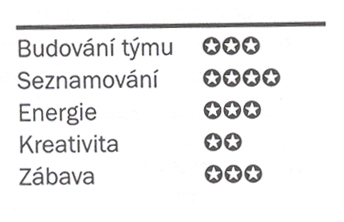 Budování týmu ✪✪✪
Seznamování ✪✪✪✪
Energie ✪✪✪
Kreativita ✪✪
Zábava ✪✪✪